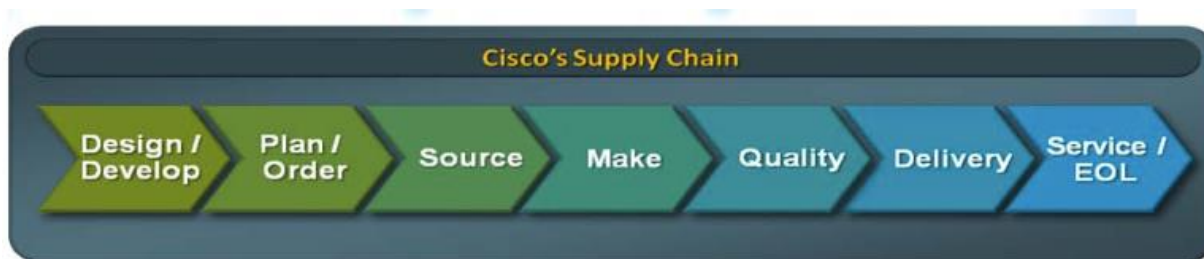 Cisco's Supply Chain
Design /
Develop
Plan /
Order
Source
Make
Quality
Delivery
Service /
EOL